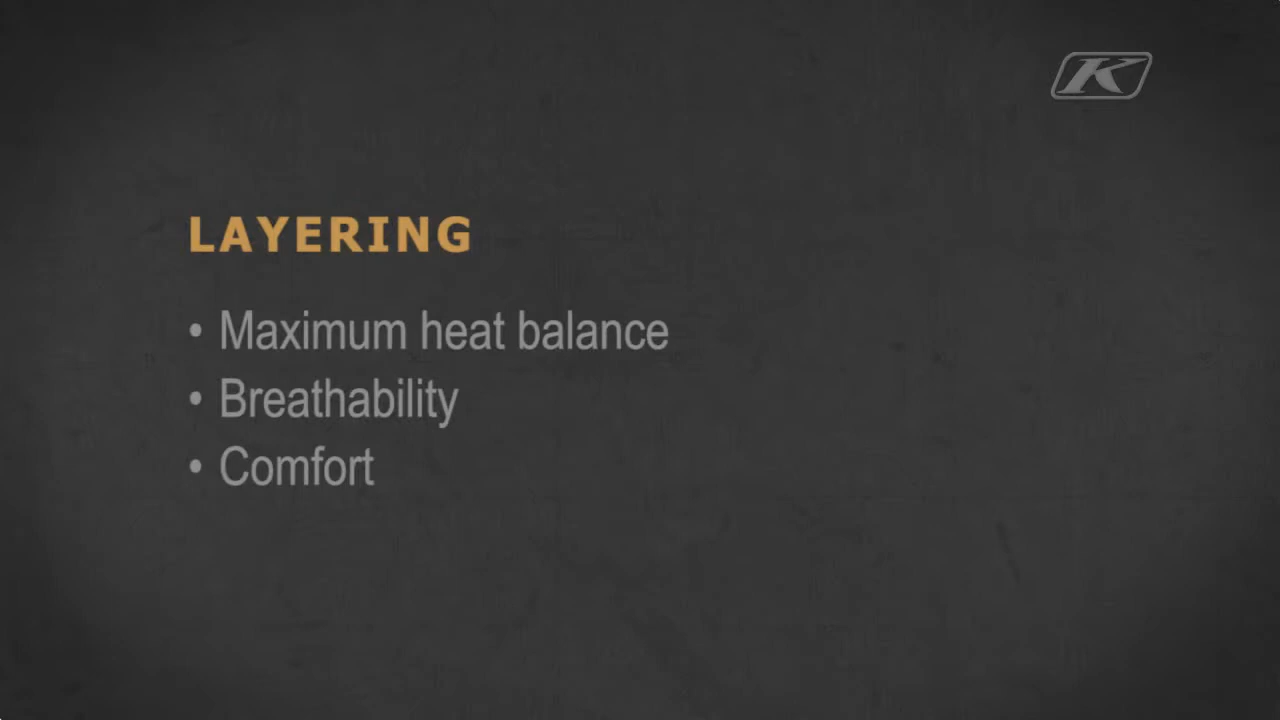 K
LAYERING
• Maximum heat balance
• Breathability
• Comfort